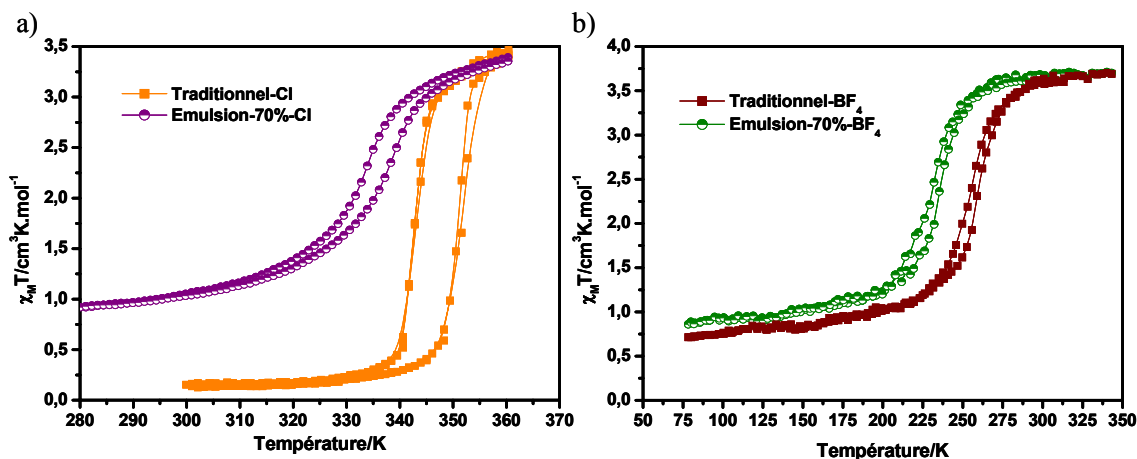 a)
3,5
3,0
2,5
2,0
1,5
1,0
0,5
0,0
χMT/cm³K.mol⁻¹
Traditionnel-Cl
Emulsion-70%-Cl
280 290 300 310 320 330 340 350 360 370
Température/K
b)
4,0
3,5
3,0
2,5
2,0
1,5
1,0
0,5
0,0
χMT/cm³K.mol⁻¹
Traditionnel-BF₄
Emulsion-70%-BF₄
50 75 100 125 150 175 200 225 250 275 300 325 350
Température/K